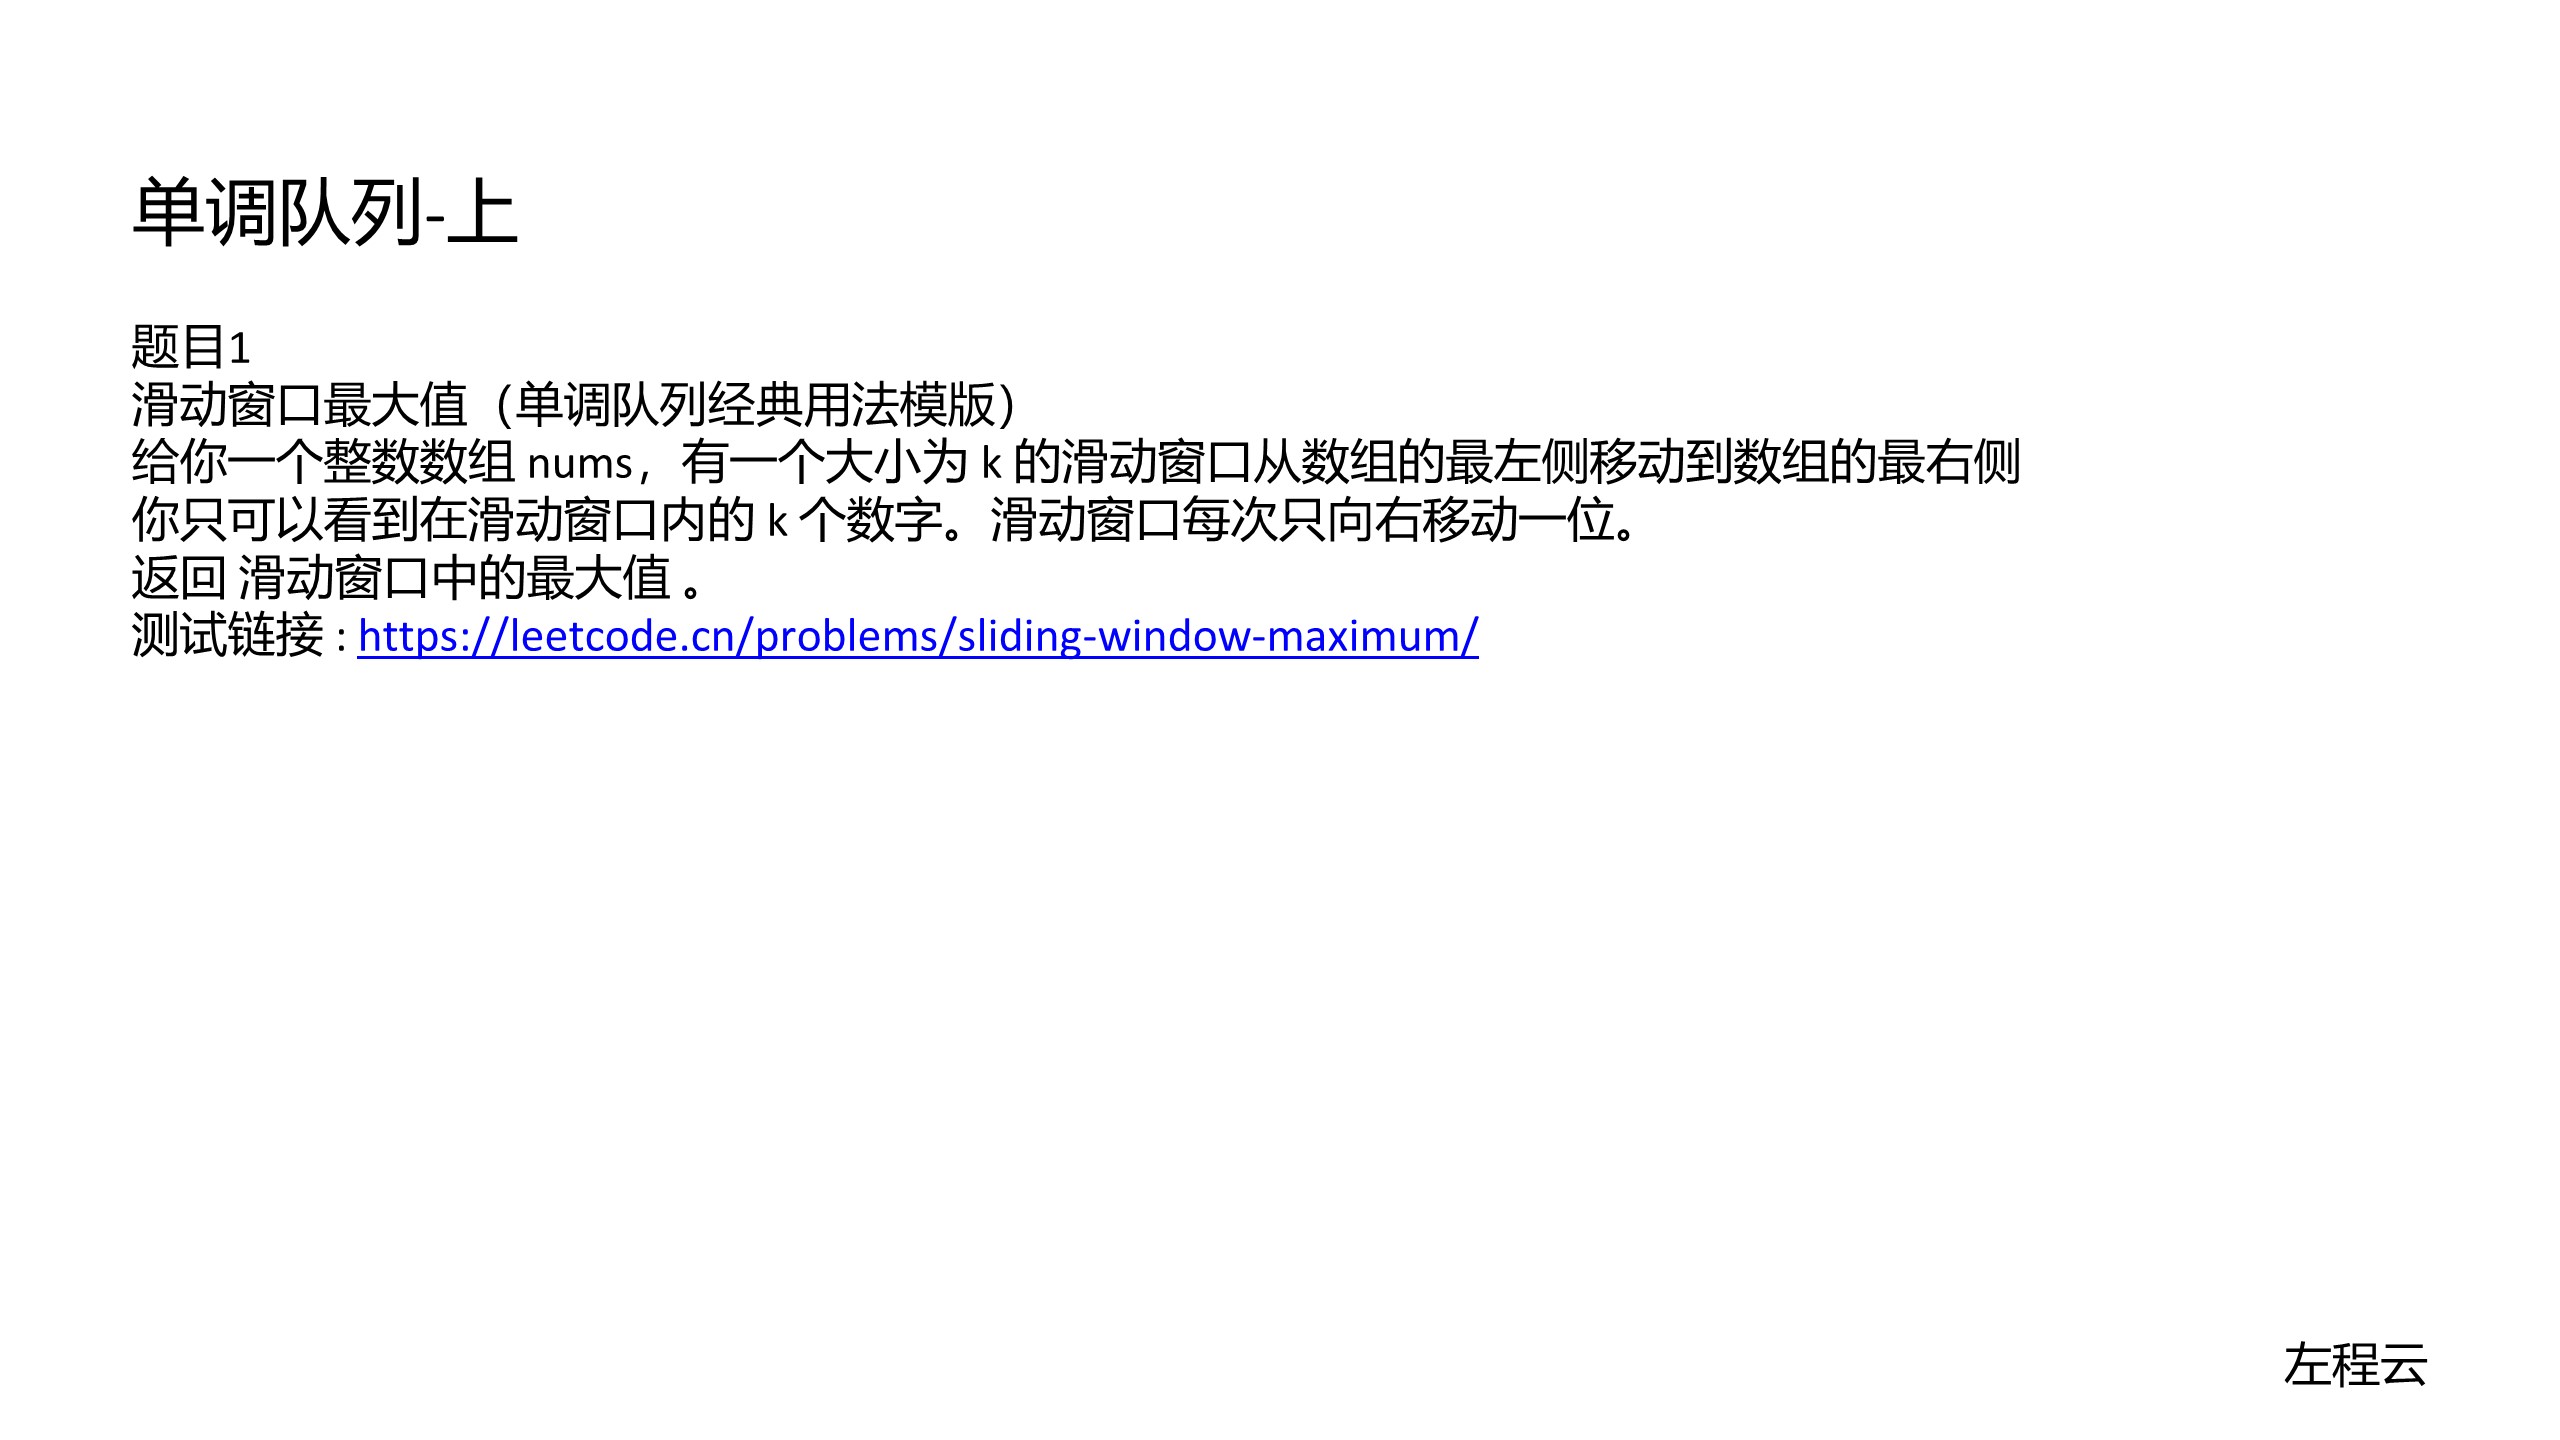 单调队列-上
题目1
滑动窗口最大值（单调队列经典用法模版）
给你一个整数数组 nums，有一个大小为 k 的滑动窗口从数组的最左侧移动到数组的最右侧
你只可以看到在滑动窗口内的 k 个数字。滑动窗口每次只向右移动一位。
返回 滑动窗口中的最大值 。
测试链接 : https://leetcode.cn/problems/sliding-window-maximum/
左程云